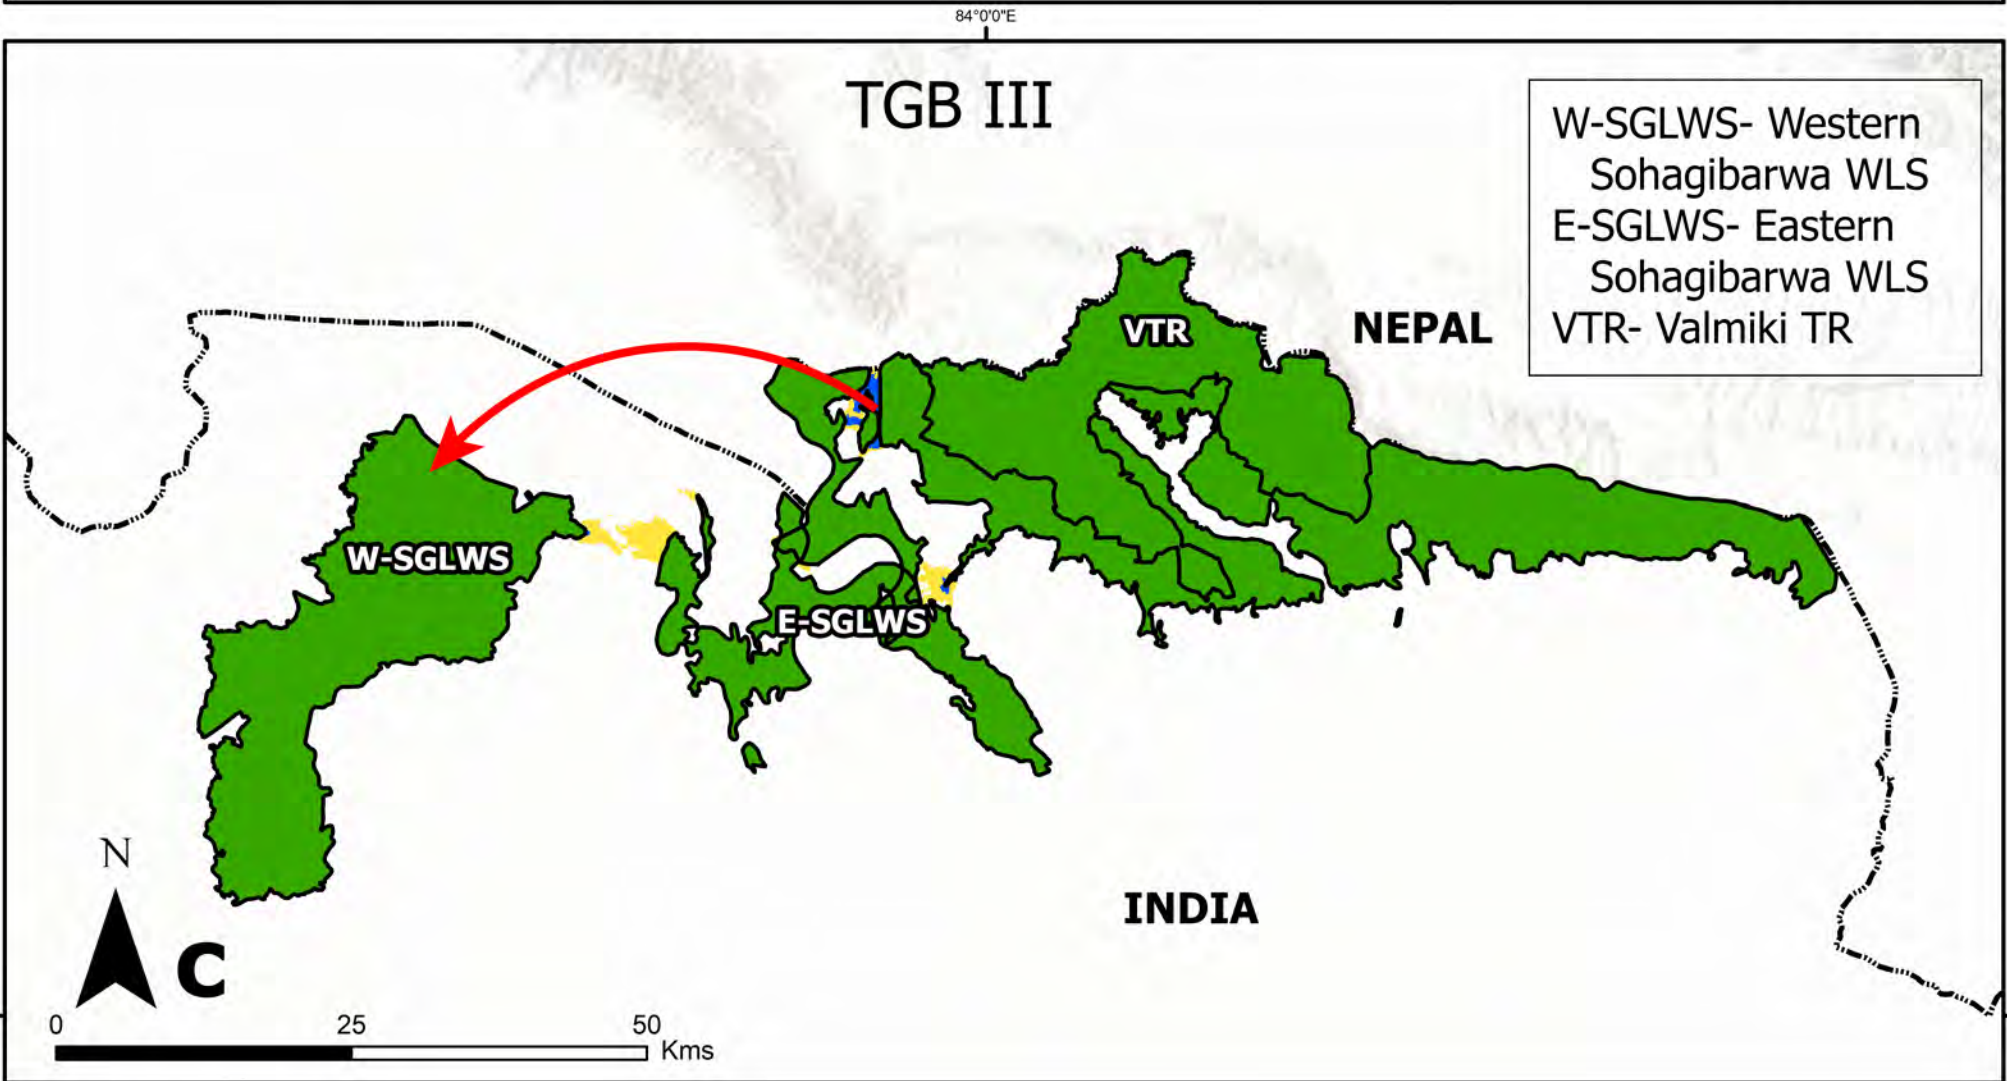 84°0'0"E
TGB III
W-SGLWS- Western
Sohagibarwa WLS
E-SGLWS- Eastern
Sohagibarwa WLS
VTR- Valmiki TR
VTR
NEPAL
W-SGLWS
E-SGLWS
INDIA
N
C
0 25 50
Kms